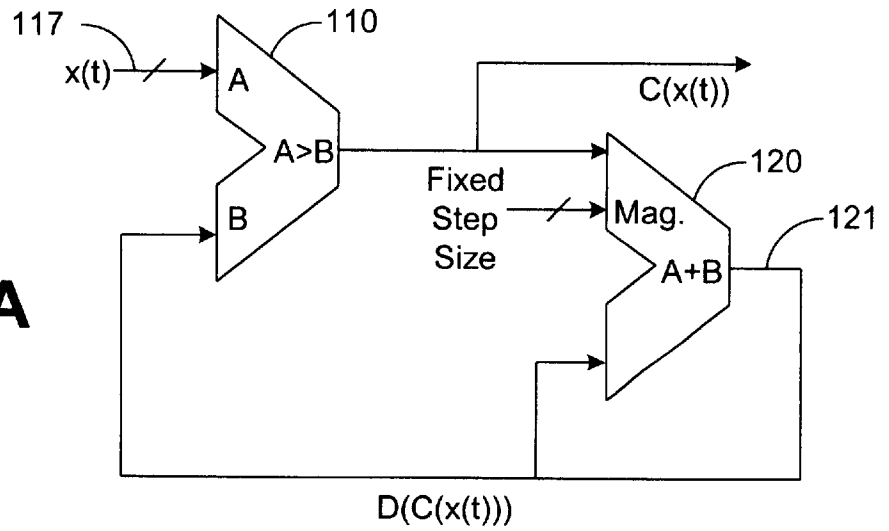 117
110
x(t)
A
C(x(t))
A>B
120
Fixed
Step
Size
Mag.
121
B
A+B
A
D(C(x(t)))